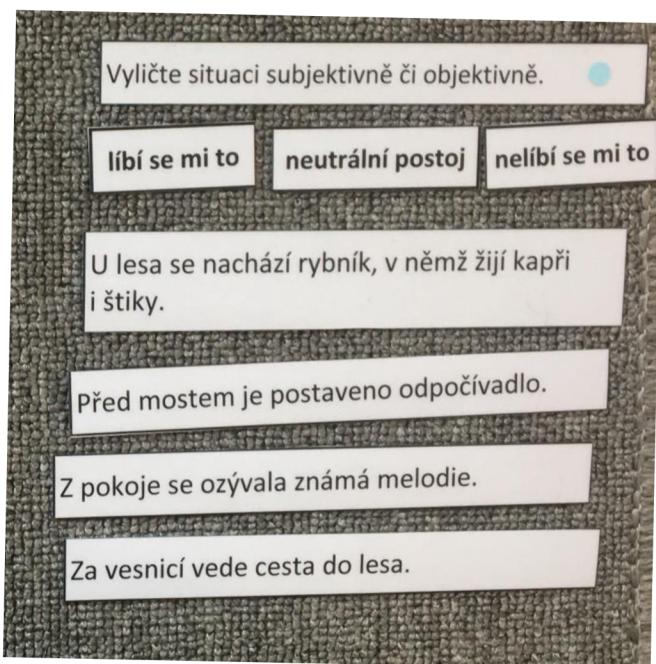 Vyličte situaci subjektivně či objektivně.
líbí se mi to neutrální postoj nelíbí se mi to
U lesa se nachází rybník, v němž žijí kapři
i štiky.
Před mostem je postaveno odpočívadlo.
Z pokoje se ozývala známá melodie.
Za vesnicí vede cesta do lesa.